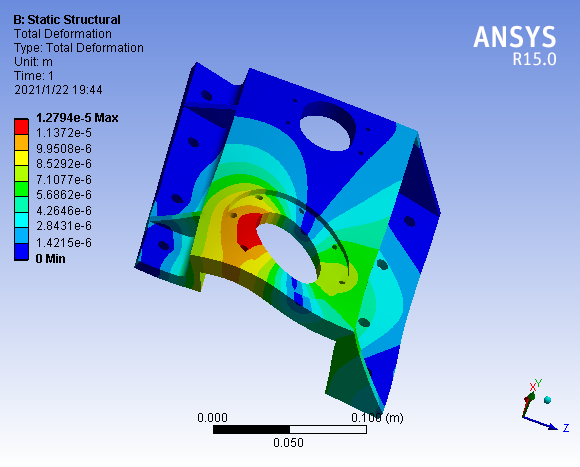 B: Static Structural
Total Deformation
Type: Total Deformation
Unit: m
Time: 1
2021/1/22 19:44
ANSYS
R15.0
1.2794e-5 Max
1.1372e-5
9.9508e-6
8.5292e-6
7.1077e-6
5.6862e-6
4.2646e-6
2.8431e-6
1.4215e-6
0 Min
0.000
0.100 (m)
0.050
X
Y
Z